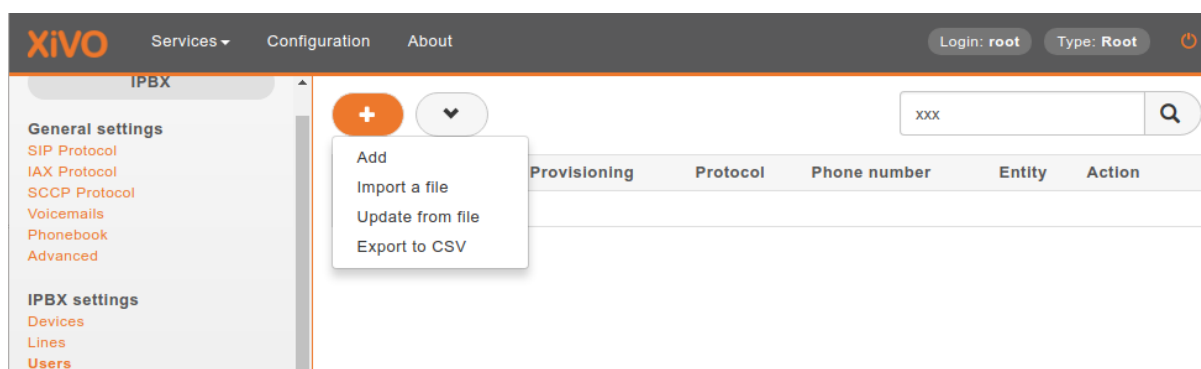 XiVO Services Configuration About Login: root Type: Root
IPBX
General settings
SIP Protocol
IAX Protocol
SCCP Protocol
Voicemails
Phonebook
Advanced
IPBX settings
Devices
Lines
Users
xxx
Add
Import a file
Update from file
Export to CSV
Provisioning Protocol Phone number Entity Action